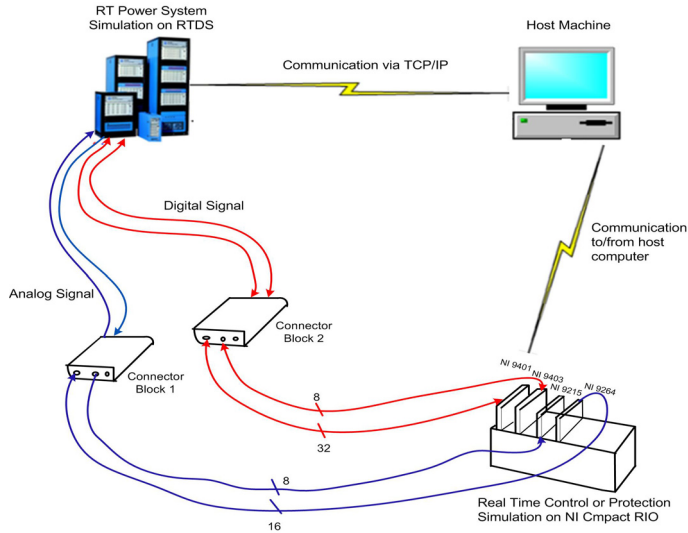 RT Power System
Simulation on RTDS
Host Machine
Communication via TCP/IP
Digital Signal
Communication
to/from host
computer
Analog Signal
Connector
Block 2
Connector
Block 1
NI 9401
NI 9403
NI 9215
NI 9264
8
32
8
16
Real Time Control or Protection
Simulation on NI Cmpact RIO